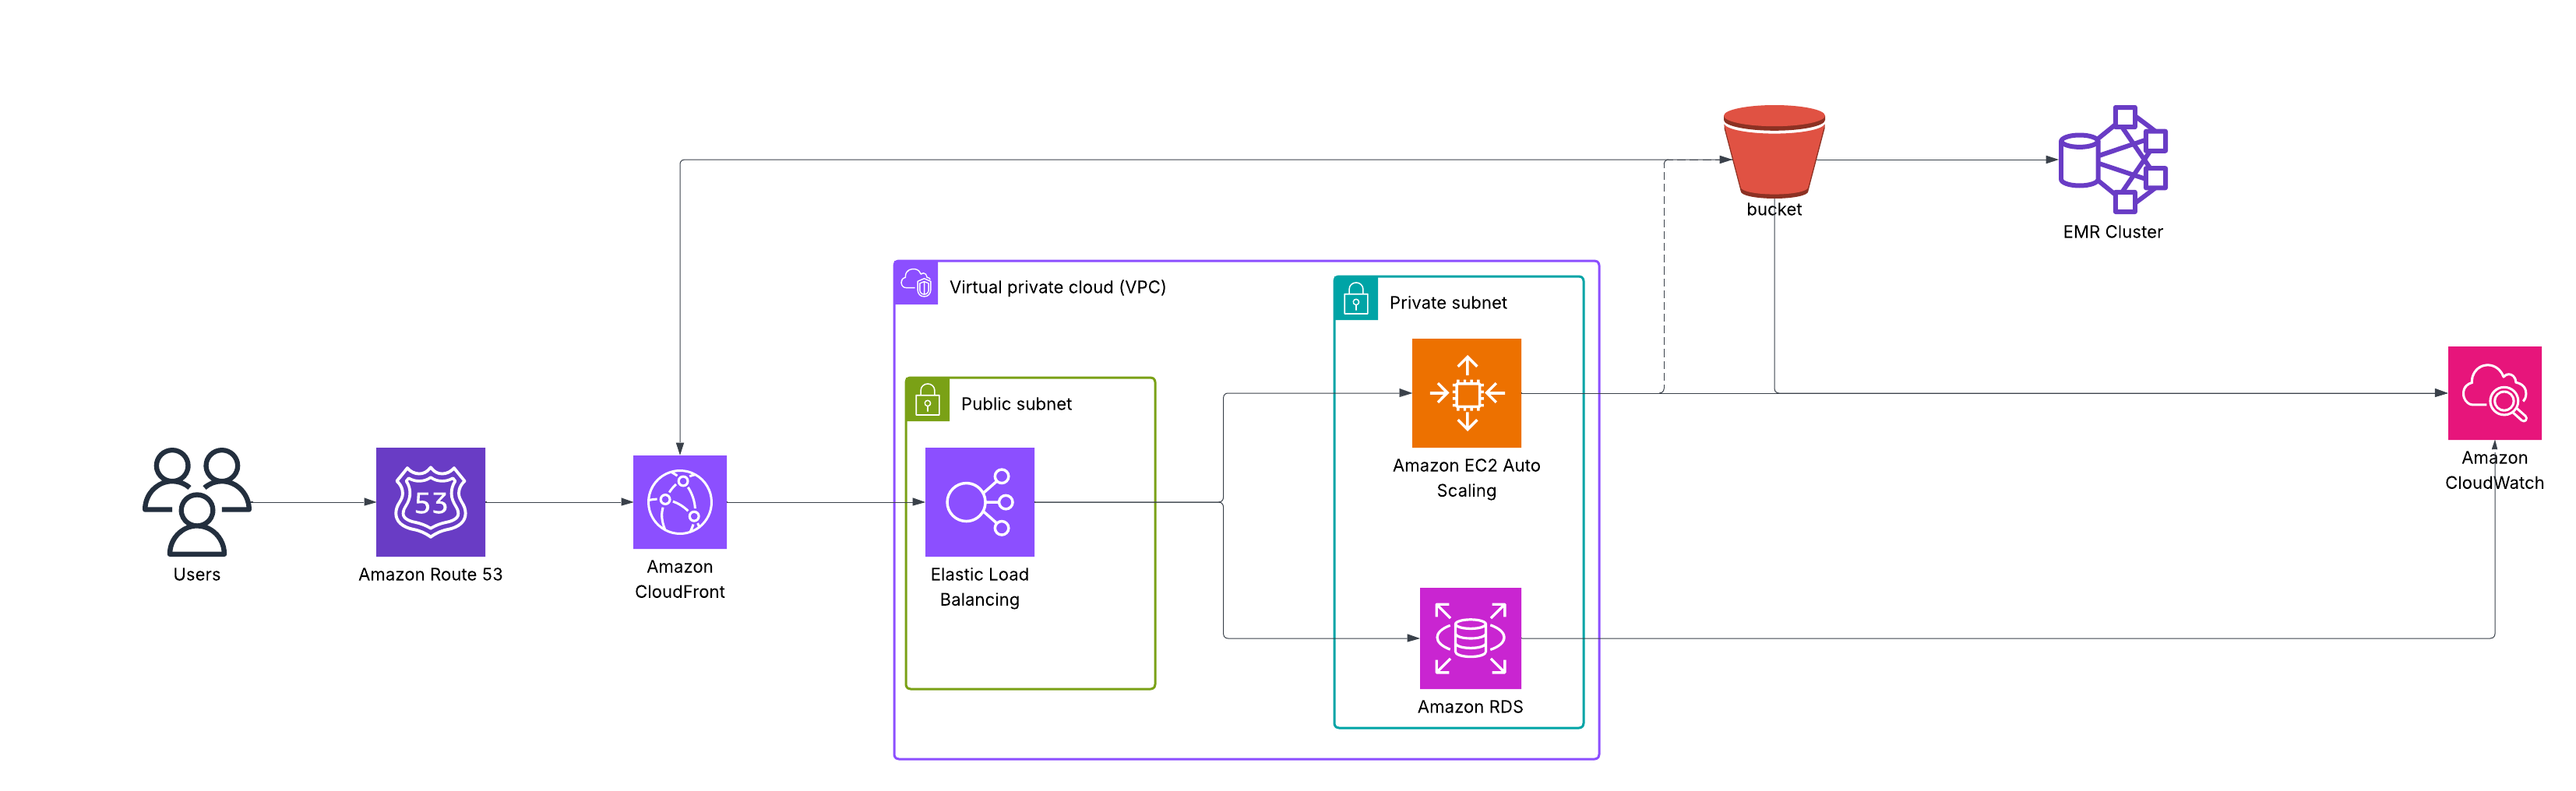 bucket
EMR Cluster
Virtual private cloud (VPC)
Private subnet
Public subnet
53
Users
Amazon Route 53
Amazon
CloudFront
Elastic Load
Balancing
Amazon EC2 Auto
Scaling
Amazon RDS
Amazon
CloudWatch